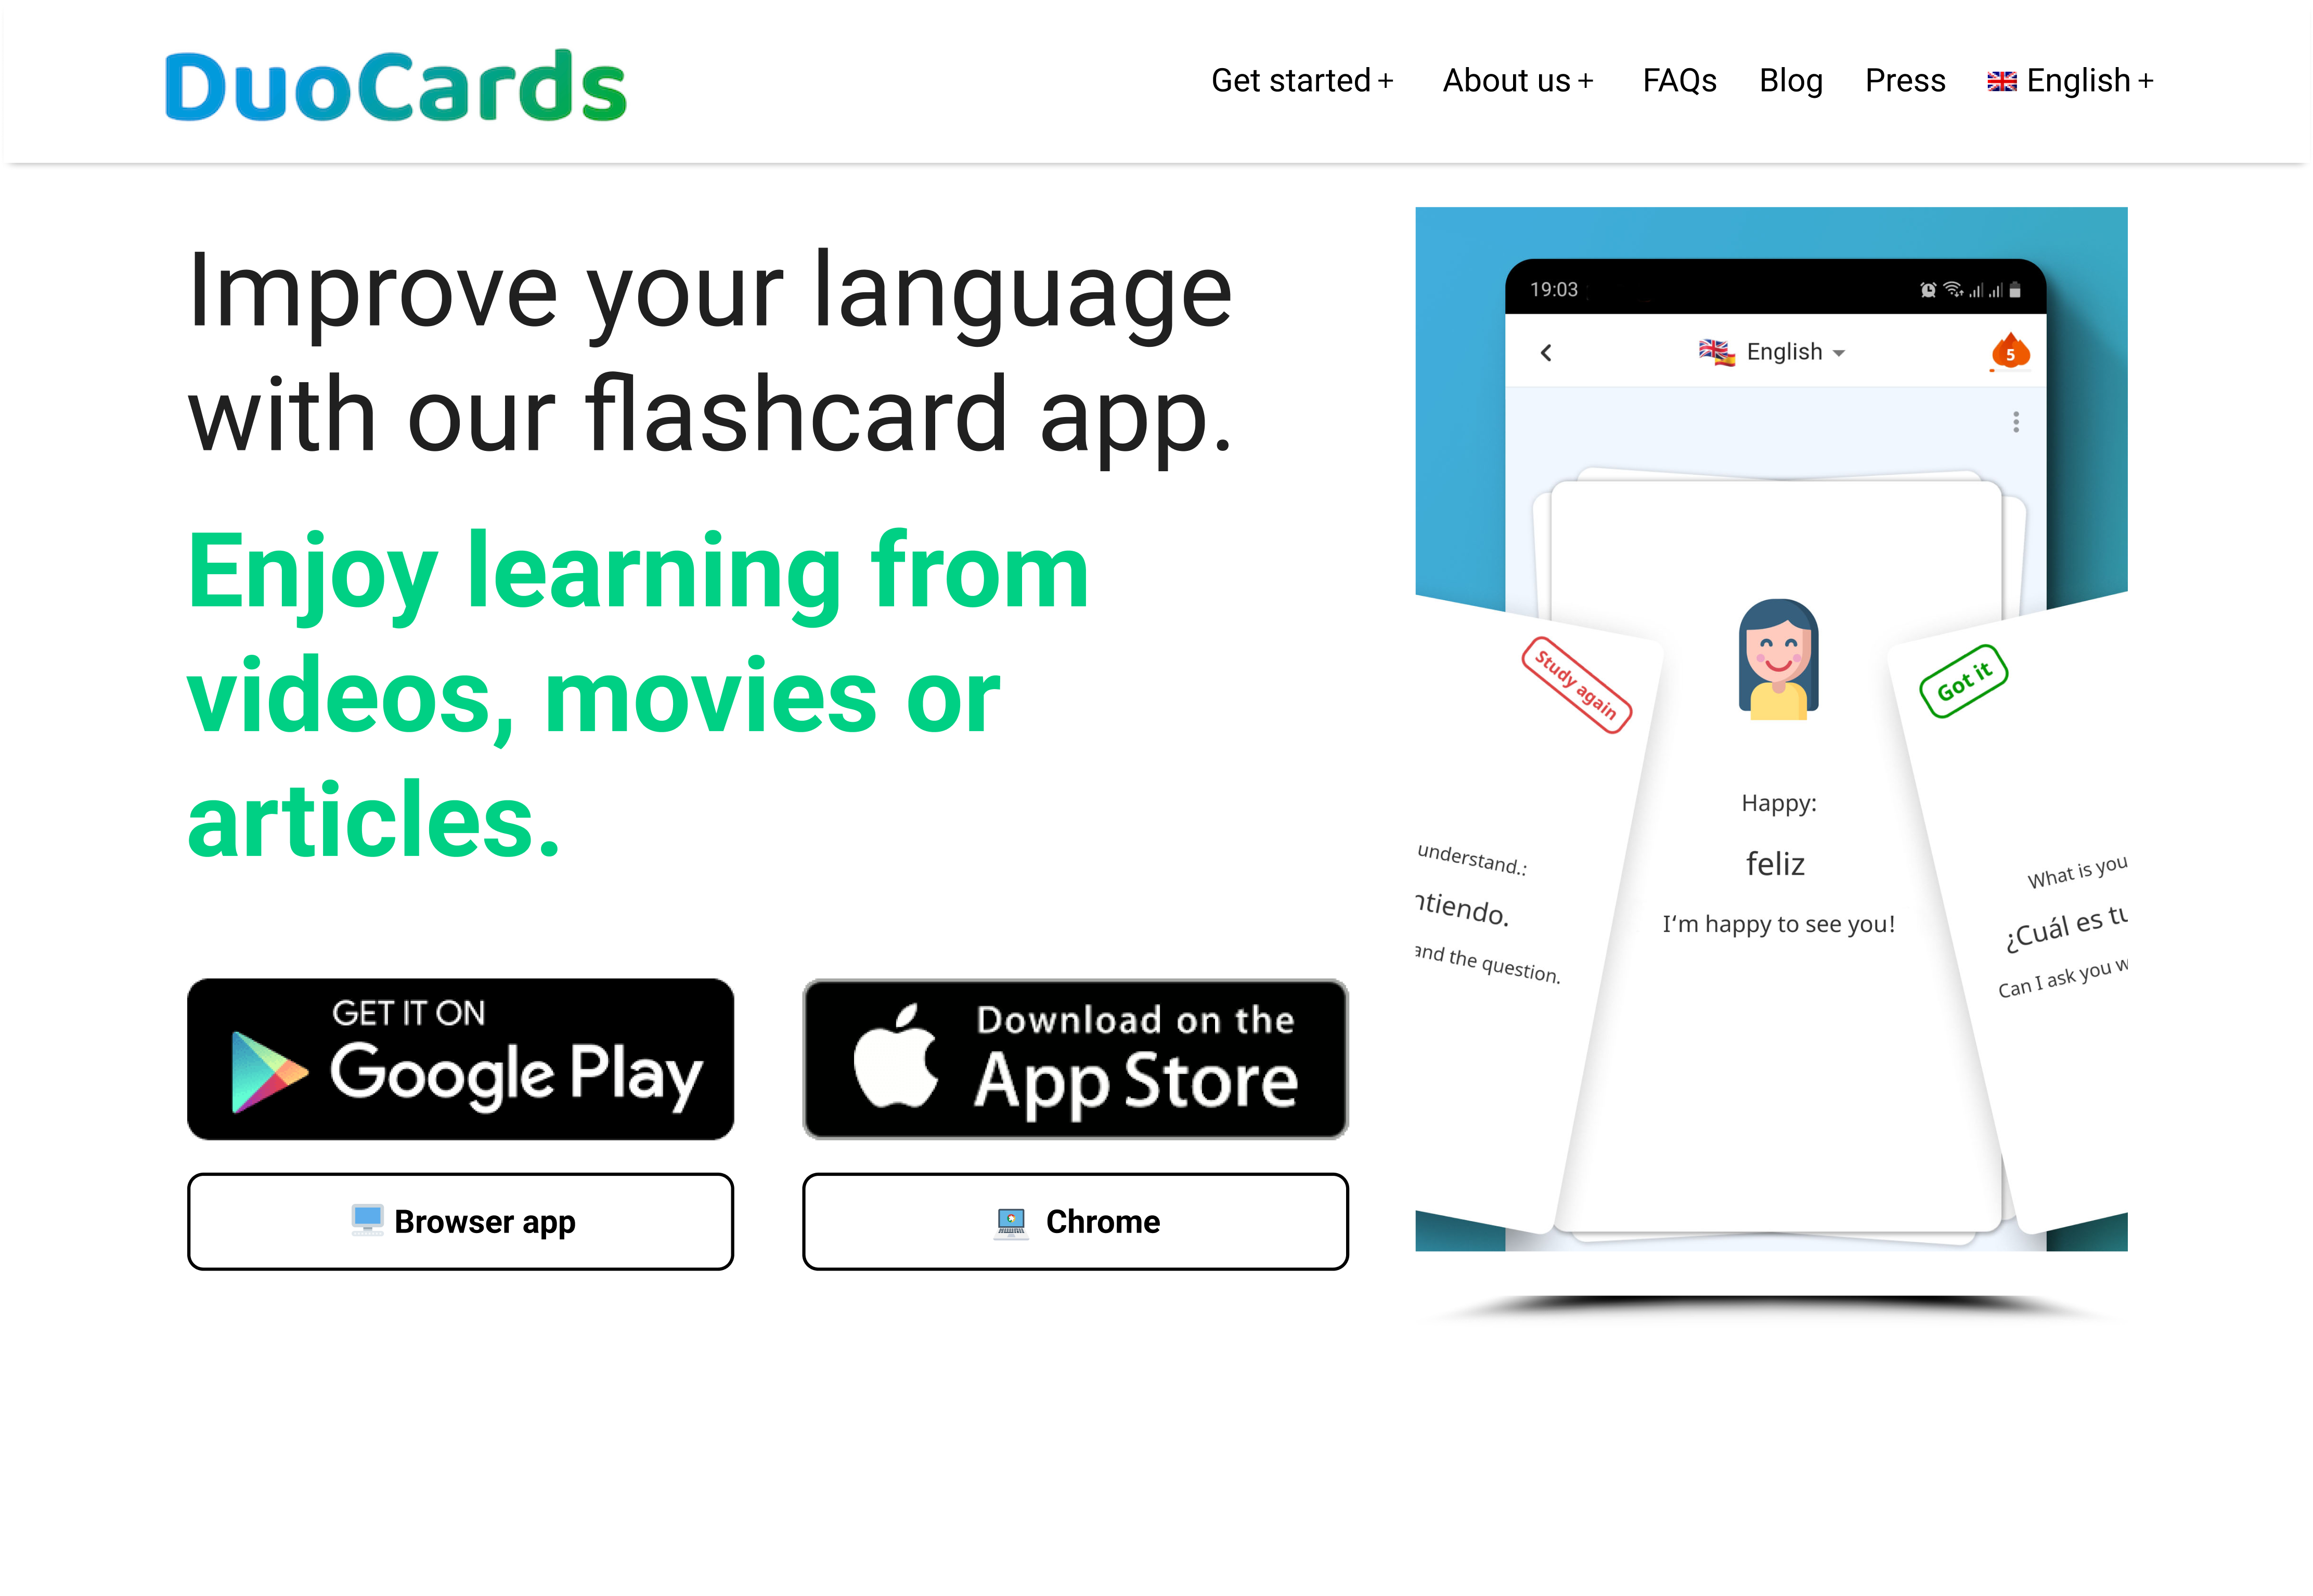 DuoCards
Get started +
About us +
FAQs
Blog
Press
English +
Improve your language
with our flashcard app.
Enjoy learning from
videos, movies or
articles.
GET IT ON
Google Play
Download on the
App Store
Browser app
Chrome
19:03
English
5
Study again
understand.:
and the question.
Happy:
feliz
I‘m happy to see you!
Got it
What is
¿Cuál es
Can I ask you